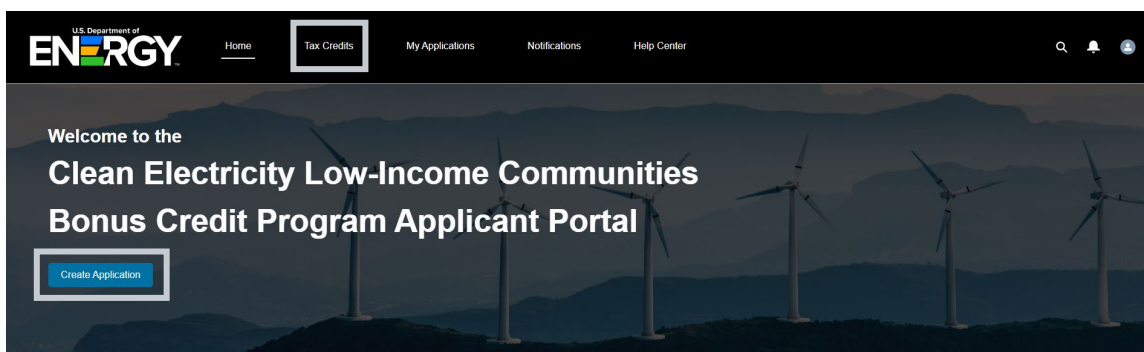 U.S. Department of
ENERGY
Home Tax Credits My Applications Notifications Help Center
Welcome to the
Clean Electricity Low-Income Communities
Bonus Credit Program Applicant Portal
Create Application